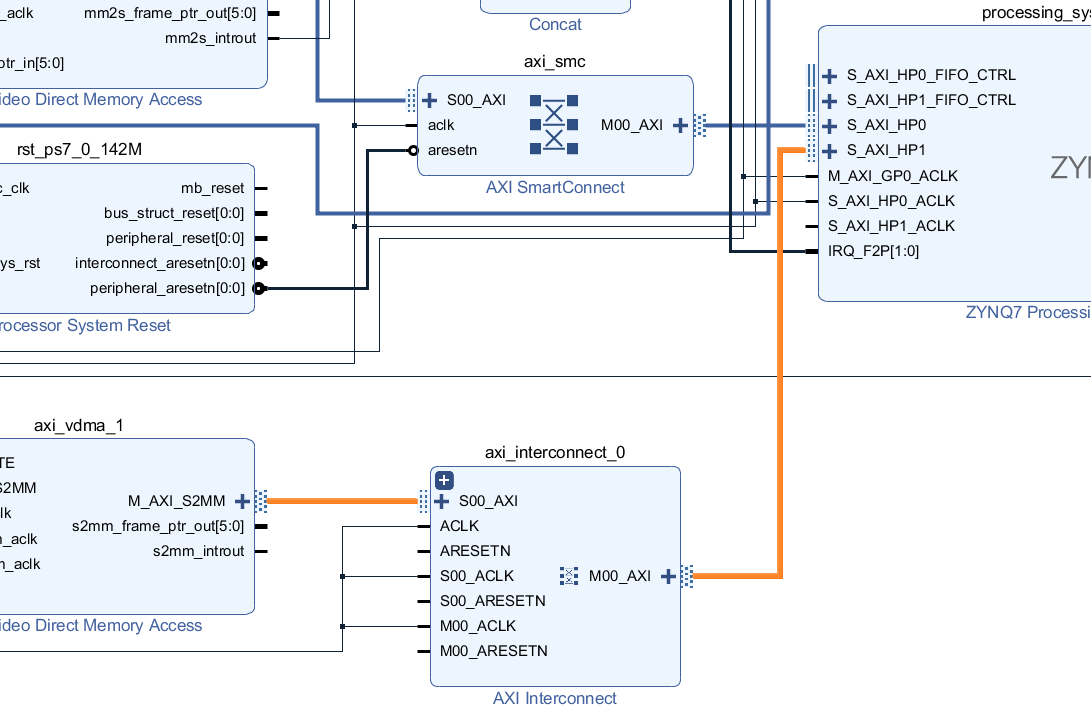 _aclk
mm2s_frame_ptr_out[5:0]
mm2s_introut
ptr_in[5:0]
ideo Direct Memory Access
Concat
axi_smc
S00_AXI
aclk
aresetn
M00_AXI
AXI SmartConnect
processing_sys
S_AXI_HP0_FIFO_CTRL
S_AXI_HP1_FIFO_CTRL
S_AXI_HP0
S_AXI_HP1
M_AXI_GP0_ACLK
S_AXI_HP0_ACLK
S_AXI_HP1_ACLK
IRQ_F2P[1:0]
ZYN
ZYNQ7 Processi
rst_ps7_0_142M
c_clk
mb_reset
bus_struct_reset[0:0]
peripheral_reset[0:0]
ys_rst
interconnect_aresetn[0:0]
peripheral_aresetn[0:0]
rocessor System Reset
axi_vdma_1
TE
S2MM
lk
n_aclk
n_aclk
M_AXI_S2MM
s2mm_frame_ptr_out[5:0]
s2mm_introut
ideo Direct Memory Access
axi_interconnect_0
S00_AXI
ACLK
ARESETN
S00_ACLK
S00_ARESETN
M00_ACLK
M00_ARESETN
M00_AXI
AXI Interconnect